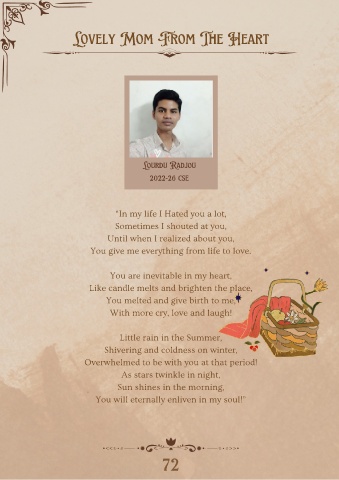 Lovely Mom From The Heart
Lourdu Radjou
2022-26 CSE
"In my life I Hated you a lot,
Sometimes I shouted at you,
Until when I realized about you,
You give me everything from life to love.
You are inevitable in my heart,
Like candle melts and brighten the place,
You melted and give birth to me.
With more cry, love and laugh!
Little rain in the Summer,
Shivering and coldness on winter,
Overwhelmed to be with you at that period!
As stars twinkle in night,
Sun shines in the morning,
You will eternally enliven in my soul!"
72